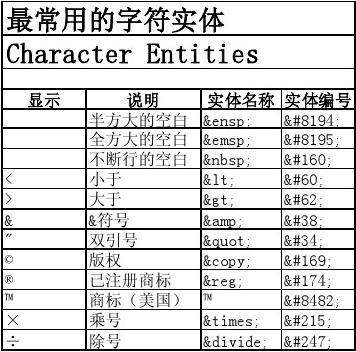 最常用的字符实体
Character Entities
显示 说明 实体名称 实体编号
半方大的空白 &ensp; &#8194;
全方大的空白 &emsp; &#8195;
不断行的空白 &nbsp; &#160;
< 小于 &lt; &#60;
> 大于 &gt; &#62;
& &符号 &amp; &#38;
" 双引号 &quot; &#34;
© 版权 &copy; &#169;
® 已注册商标 &reg; &#174;
™ 商标（美国） ™ &#8482;
× 乘号 &times; &#215;
÷ 除号 &divide; &#247;